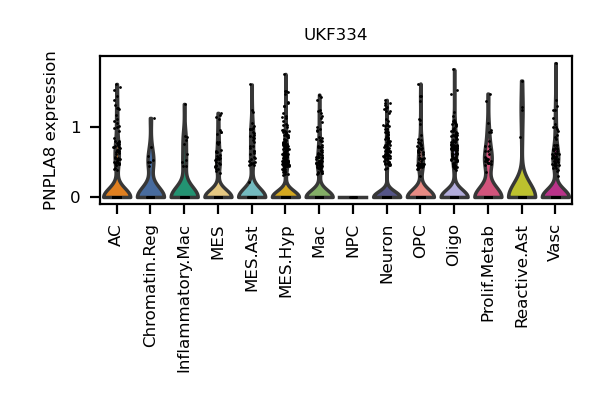 UKF334
PNPLA8 expression
1
0
AC
Chromatin.Reg
Inflammatory.Mac
MES
MES.Ast
MES.Hyp
Mac
NPC
Neuron
OPC
Oligo
Prolif.Metab
Reactive.Ast
Vasc